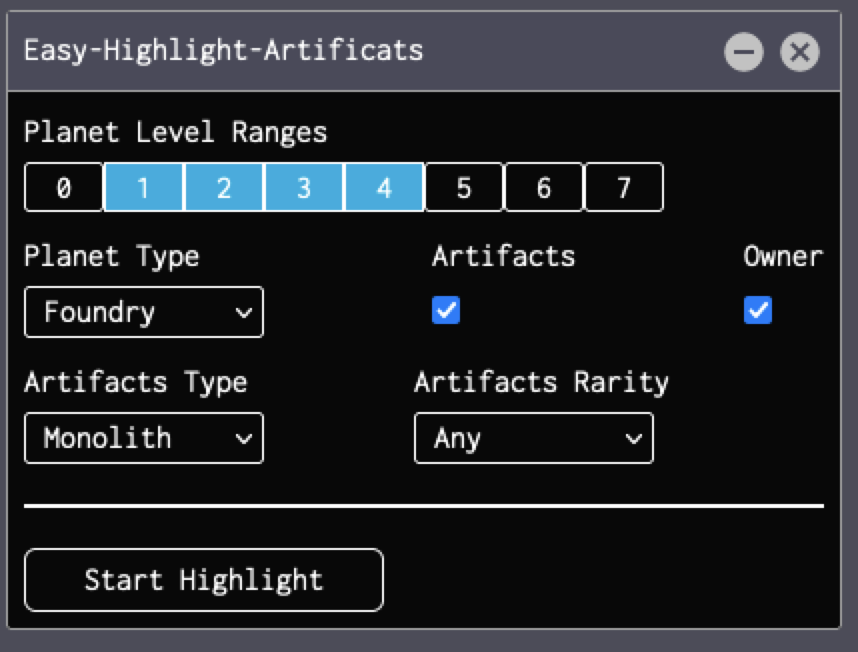 Easy-Highlight-Artificats
Planet Level Ranges
0 1 2 3 4 5 6 7
Planet Type Artifacts Owner
Foundry
Artifacts Type Artifacts Rarity
Monolith Any
Start Highlight